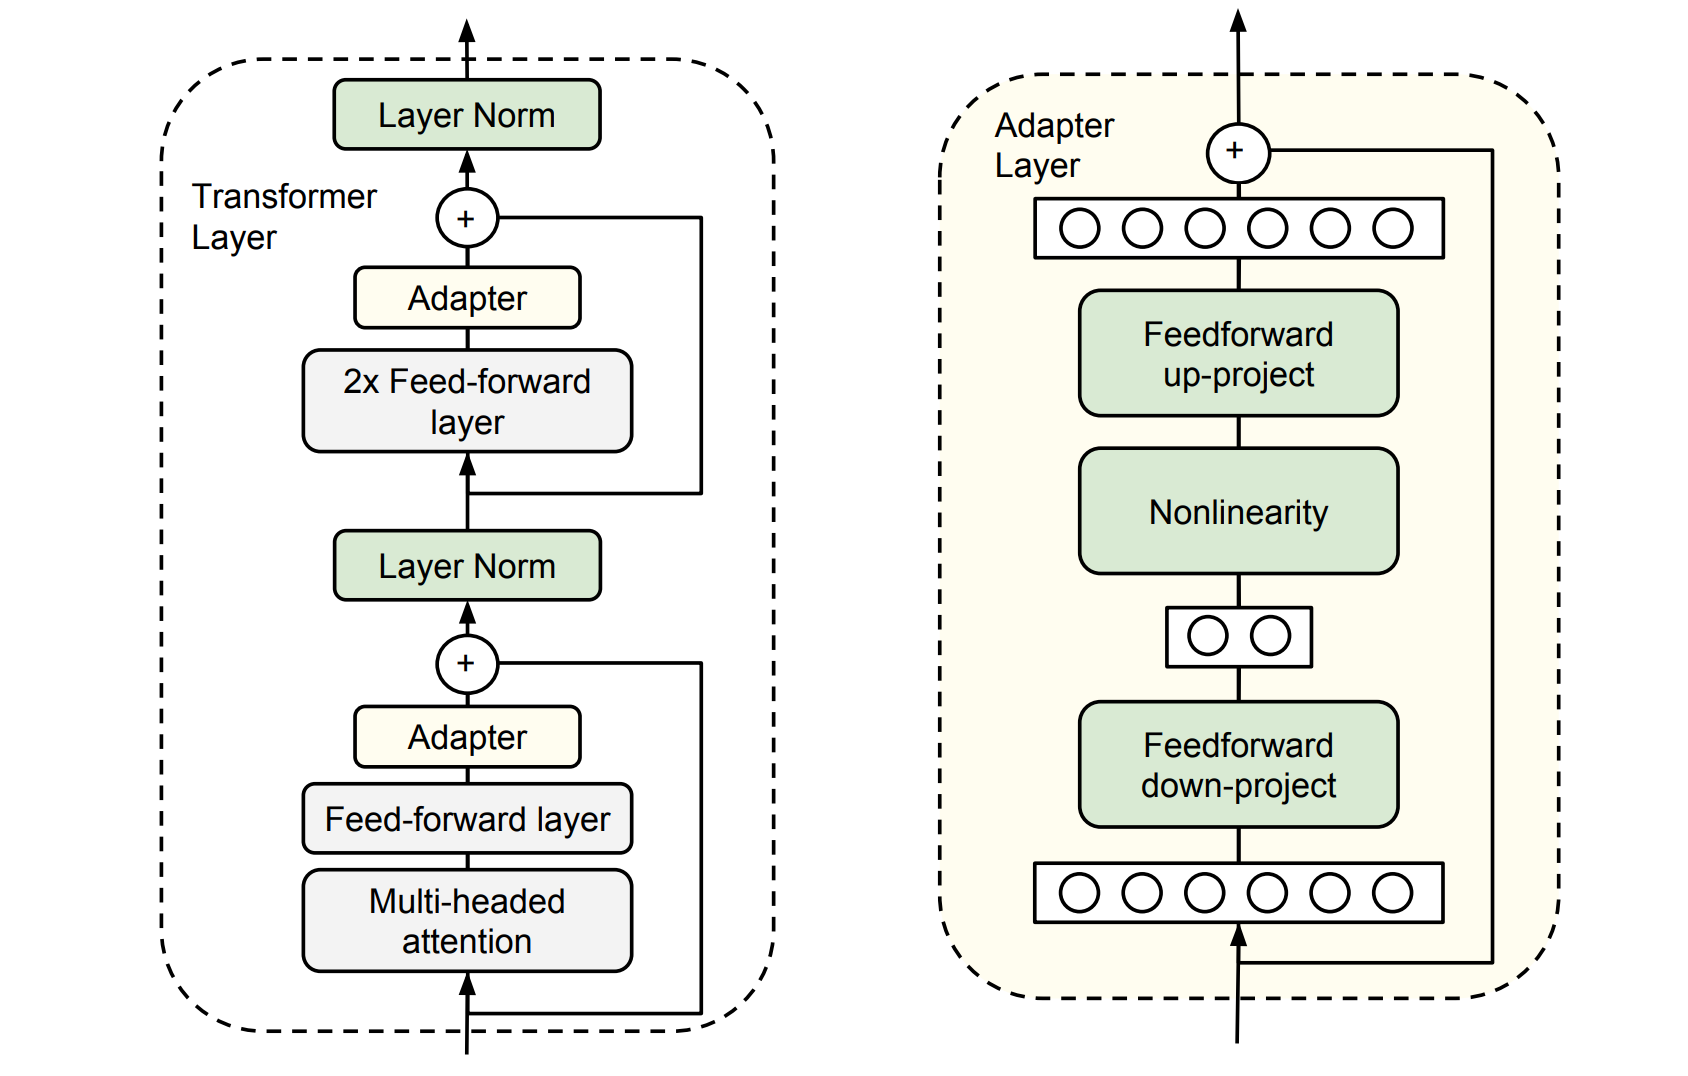 Layer Norm
Transformer
Layer
+
Adapter
2x Feed-forward
layer
Layer Norm
+
Adapter
Feed-forward layer
Multi-headed
attention
Adapter
Layer
+
Feedforward
up-project
Nonlinearity
Feedforward
down-project